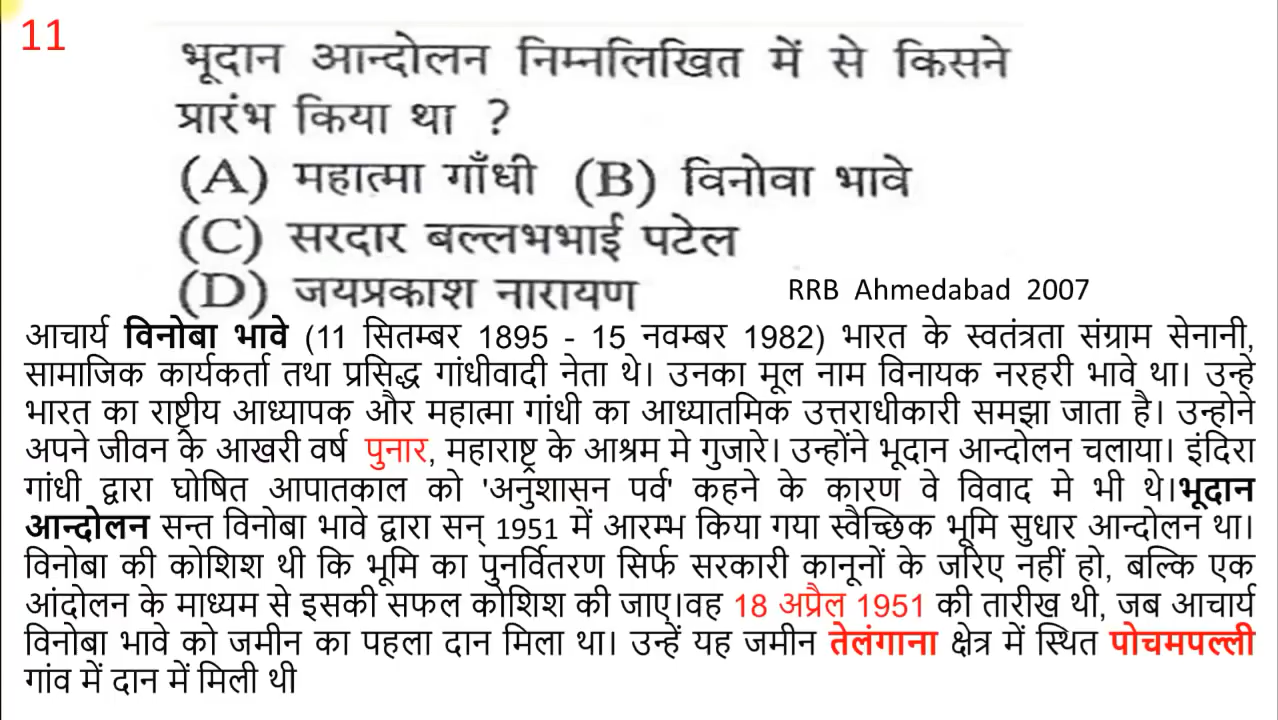 11
भूदान आन्दोलन निम्नलिखित में से किसने
प्रारंभ किया था ?
(A) महात्मा गाँधी (B) विनोवा भावे
(C) सरदार बल्लभभाई पटेल
(D) जयप्रकाश नारायण RRB Ahmedabad 2007
आचार्य विनोबा भावे (11 सितम्बर 1895 - 15 नवम्बर 1982) भारत के स्वतंत्रता संग्राम सेनानी,
सामाजिक कार्यकर्ता तथा प्रसिद्ध गांधीवादी नेता थे। उनका मूल नाम विनायक नरहरी भावे था। उन्हे
भारत का राष्ट्रीय आध्यापक और महात्मा गांधी का आध्यातमिक उत्तराधीकारी समझा जाता है। उन्होने
अपने जीवन के आखरी वर्ष पुनार, महाराष्ट्र के आश्रम मे गुजारे। उन्होंने भूदान आन्दोलन चलाया। इंदिरा
गांधी द्वारा घोषित आपातकाल को 'अनुशासन पर्व' कहने के कारण वे विवाद मे भी थे।भूदान
आन्दोलन सन्त विनोबा भावे द्वारा सन् 1951 में आरम्भ किया गया स्वैच्छिक भूमि सुधार आन्दोलन था।
विनोबा की कोशिश थी कि भूमि का पुनर्वितरण सिर्फ सरकारी कानूनों के जरिए नहीं हो, बल्कि एक
आंदोलन के माध्यम से इसकी सफल कोशिश की जाए।वह 18 अप्रैल 1951 की तारीख थी, जब आचार्य
विनोबा भावे को जमीन का पहला दान मिला था। उन्हें यह जमीन तेलंगाना क्षेत्र में स्थित पोचमपल्ली
गांव में दान में मिली थी